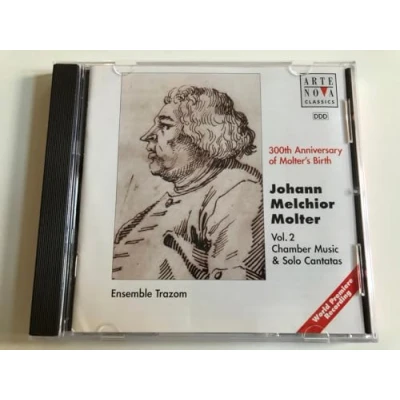 ARTE
NOVA
CLASSICS
DDD
300th Anniversary
of Molter's Birth
Johann
Melchior
Molter
Vol. 2
Chamber Music
& Solo Cantatas
Ensemble Trazom
World Premiere
Recording